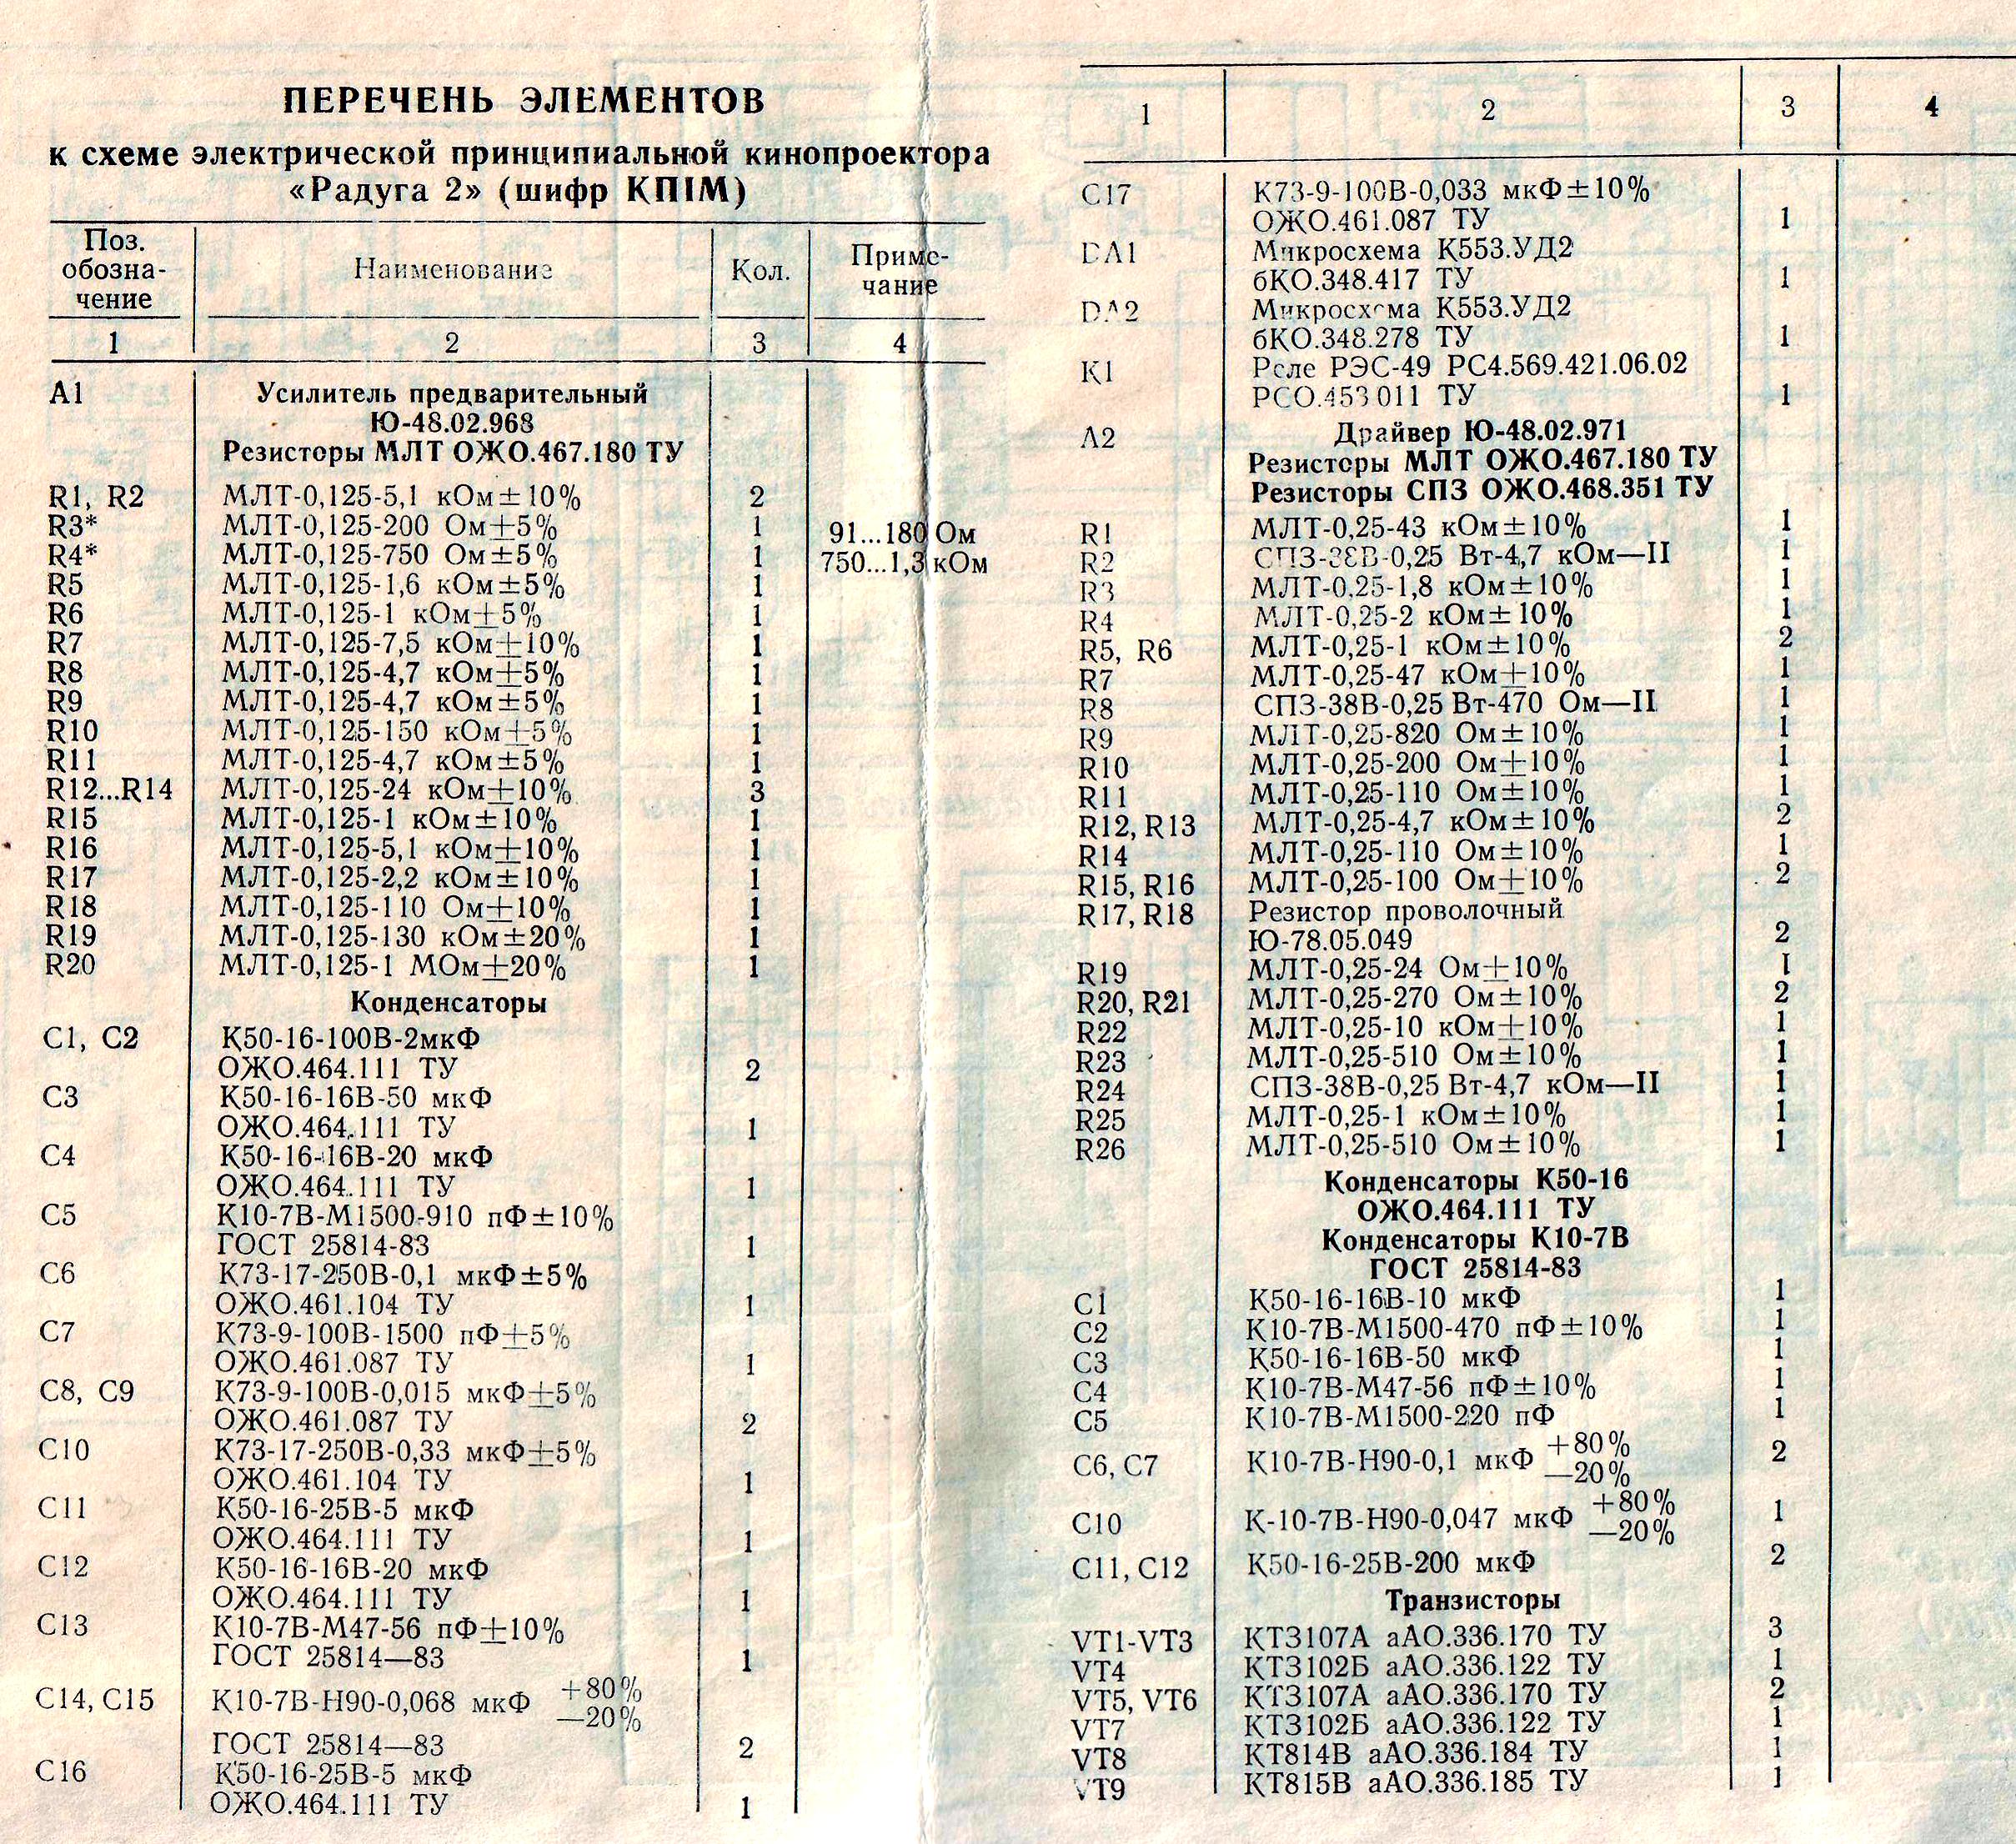 ПЕРЕЧЕНЬ ЭЛЕМЕНТОВ
к схеме электрической принципиальной кинопроектора
«Радуга 2» (шифр КП1М)
Поз. обозна-чение Наименование Кол. Приме-чание
1 2 3 4
А1 Усилитель предварительный
Ю-48.02.968
Резисторы МЛТ ОЖО.467.180 ТУ
R1, R2 МЛТ-0,125-5,1 кОм±10% 2
R3* МЛТ-0,125-200 Ом±5% 1 91...180 Ом
R4* МЛТ-0,125-750 Ом±5% 1 750...1,3 кОм
R5 МЛТ-0,125-1,6 кОм±5% 1
R6 МЛТ-0,125-1 кОм±5% 1
R7 МЛТ-0,125-7,5 кОм±10% 1
R8 МЛТ-0,125-4,7 кОм±5% 1
R9 МЛТ-0,125-4,7 кОм±5% 1
R10 МЛТ-0,125-150 кОм±5% 1
R11 МЛТ-0,125-4,7 кОм±5% 1
R12...R14 МЛТ-0,125-24 кОм±10% 3
R15 МЛТ-0,125-1 кОм±10% 1
R16 МЛТ-0,125-5,1 кОм±10% 1
R17 МЛТ-0,125-2,2 кОм±10% 1
R18 МЛТ-0,125-110 Ом±10% 1
R19 МЛТ-0,125-130 кОм±20% 1
R20 МЛТ-0,125-1 МОм±20% 1
Конденсаторы
С1, С2 К50-16-100В-2мкФ
ОЖО.464.111 ТУ 2
С3 К50-16-16В-50 мкФ
ОЖО.464.111 ТУ 1
С4 К50-16-16В-20 мкФ
ОЖО.464.111 ТУ 1
С5 К10-7В-М1500-910 пФ±10%
ГОСТ 25814-83 1
С6 К73-17-250В-0,1 мкФ±5%
ОЖО.461.104 ТУ 1
С7 К73-9-100В-1500 пФ±5%
ОЖО.461.087 ТУ 1
С8, С9 К73-9-100В-0,015 мкФ±5%
ОЖО.461.087 ТУ 2
С10 К73-17-250В-0,33 мкФ±5%
ОЖО.461.104 ТУ 1
С11 К50-16-25В-5 мкФ
ОЖО.464.111 ТУ 1
С12 К50-16-16В-20 мкФ
ОЖО.464.111 ТУ 1
С13 К10-7В-М47-56 пФ±10%
ГОСТ 25814—83 1
С14, С15 К10-7В-Н90-0,068 мкФ +80% —20%
ГОСТ 25814—83 2
С16 К50-16-25В-5 мкФ
ОЖО.464.111 ТУ 1
1 2 3 4
С17 К73-9-100В-0,033 мкФ±10%
ОЖО.461.087 ТУ 1
DA1 Микросхема К553.УД2
бКО.348.417 ТУ 1
DA2 Микросхема К553.УД2
бКО.348.278 ТУ 1
К1 Реле РЭС-49 РС4.569.421.06.02
РСО.453 011 ТУ 1
А2 Драйвер Ю-48.02.971
Резисторы МЛТ ОЖО.467.180 ТУ
Резисторы СПЗ ОЖО.468.351 ТУ
R1 МЛТ-0,25-43 кОм±10% 1
R2 СПЗ-38В-0,25 Вт-4,7 кОм—II 1
R3 МЛТ-0,25-1,8 кОм±10% 1
R4 МЛТ-0,25-2 кОм±10% 1
R5, R6 МЛТ-0,25-1 кОм±10% 2
R7 МЛТ-0,25-47 кОм±10% 1
R8 СПЗ-38В-0,25 Вт-470 Ом—II 1
R9 МЛТ-0,25-820 Ом±10% 1
R10 МЛТ-0,25-200 Ом±10% 1
R11 МЛТ-0,25-110 Ом±10% 1
R12, R13 МЛТ-0,25-4,7 кОм±10% 2
R14 МЛТ-0,25-110 Ом±10% 1
R15, R16 МЛТ-0,25-100 Ом±10% 2
R17, R18 Резистор проволочный
Ю-78.05.049 2
R19 МЛТ-0,25-24 Ом±10% 1
R20, R21 МЛТ-0,25-270 Ом±10% 2
R22 МЛТ-0,25-10 кОм±10% 1
R23 МЛТ-0,25-510 Ом±10% 1
R24 СПЗ-38В-0,25 Вт-4,7 кОм—II 1
R25 МЛТ-0,25-1 кОм±10% 1
R26 МЛТ-0,25-510 Ом±10% 1
Конденсаторы К50-16
ОЖО.464.111 ТУ
Конденсаторы К10-7В
ГОСТ 25814-83
С1 К50-16-16В-10 мкФ 1
С2 К10-7В-М1500-470 пФ±10% 1
С3 К50-16-16В-50 мкФ 1
С4 К10-7В-М47-56 пФ±10% 1
С5 К10-7В-М1500-220 пФ 1
С6, С7 К10-7В-Н90-0,1 мкФ +80% —20% 2
С10 К-10-7В-Н90-0,047 мкФ +80% —20% 1
С11, С12 К50-16-25В-200 мкФ 2
Транзисторы
VT1-VT3 КТ3107А аАО.336.170 ТУ 3
VT4 КТ3102Б аАО.336.122 ТУ 1
VT5, VT6 КТ3107А аАО.336.170 ТУ 2
VT7 КТ3102Б аАО.336.122 ТУ 1
VT8 КТ814В аАО.336.184 ТУ 1
VT9 КТ815В аАО.336.185 ТУ 1